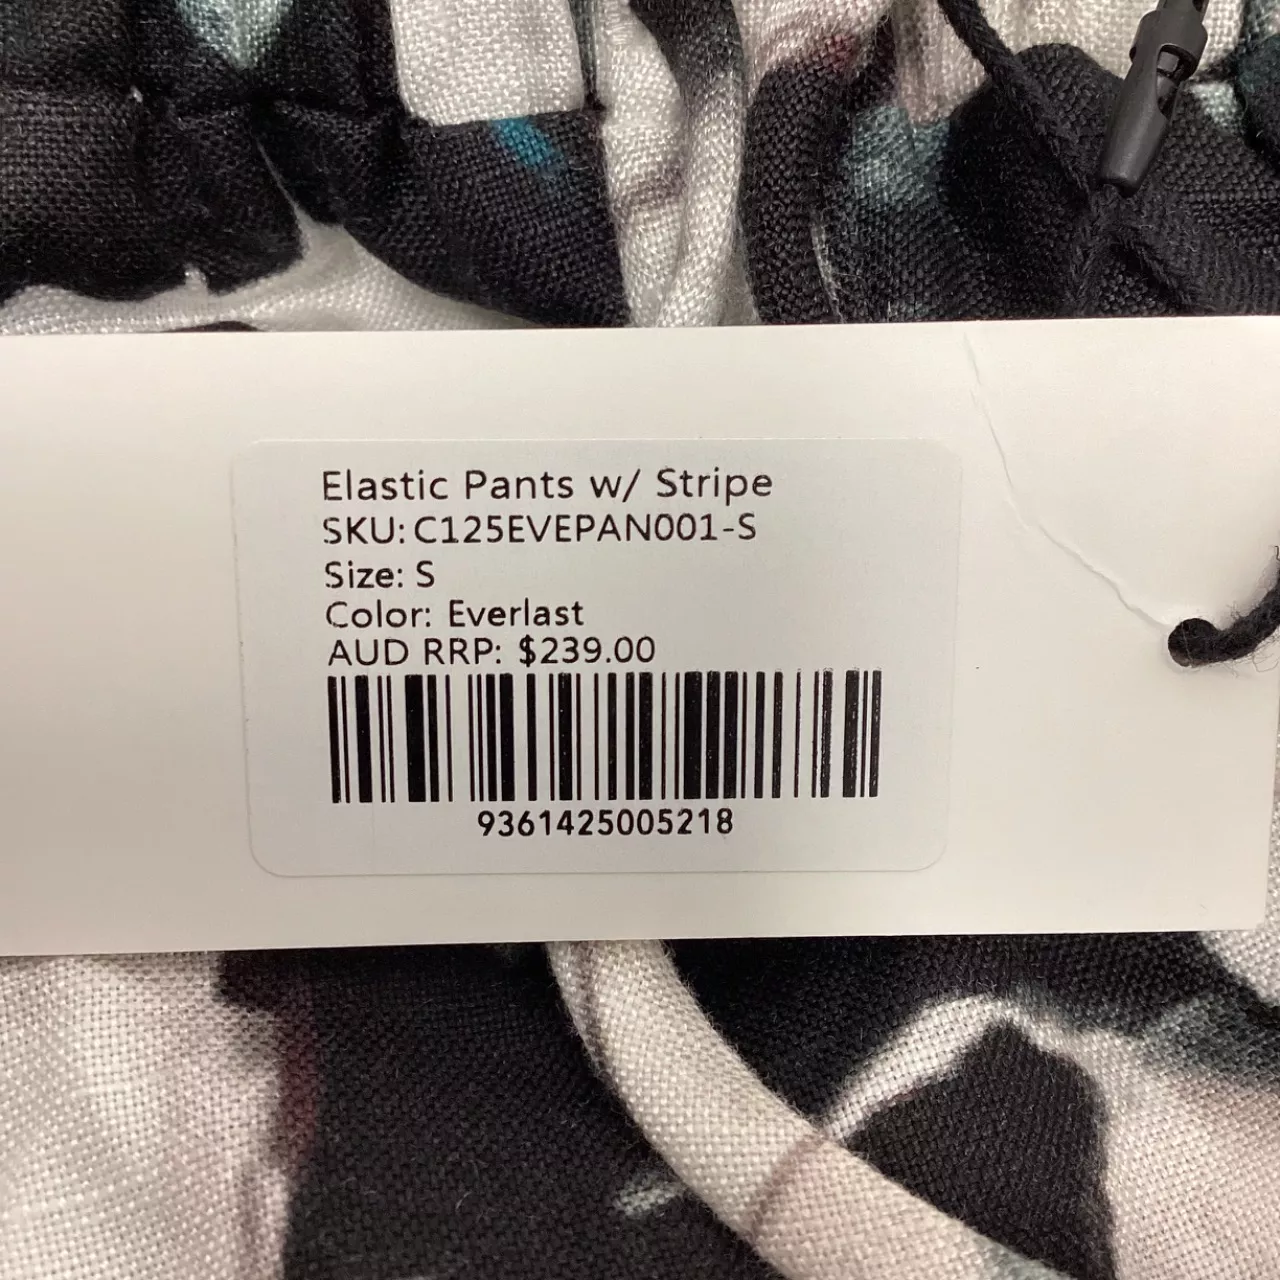 Elastic Pants w/ Stripe
SKU: C125EVEPAN001-S
Size: S
Color: Everlast
AUD RRP: $239.00
9361425005218